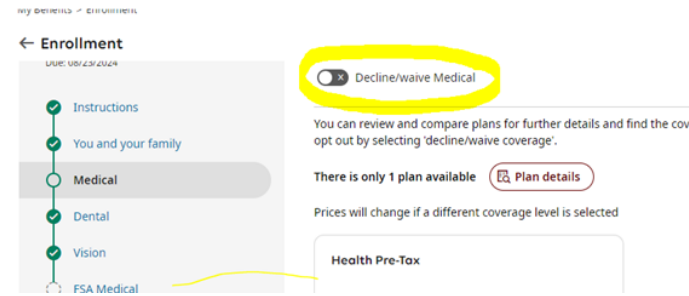 My Benefits > Enrollment
← Enrollment
Due: 08/23/2024
Decline/waive Medical
Instructions
You and your family
Medical
Dental
Vision
FSA Medical
You can review and compare plans for further details and find the cov
opt out by selecting 'decline/waive coverage'.
There is only 1 plan available
Plan details
Prices will change if a different coverage level is selected
Health Pre-Tax